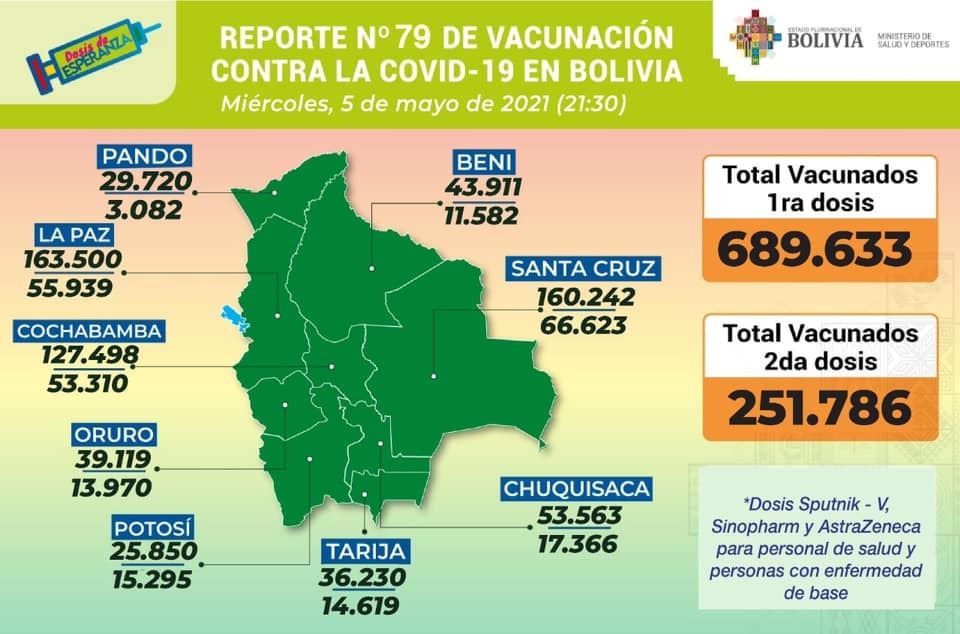 Dosis de
ESPERANZA
REPORTE Nº 79 DE VACUNACIÓN
CONTRA LA COVID-19 EN BOLIVIA
Miércoles, 5 de mayo de 2021 (21:30)
ESTADO PLURINACIONAL DE
BOLIVIA
MINISTERIO DE
SALUD Y DEPORTES
PANDO
29.720
3.082
BENI
43.911
11.582
LA PAZ
163.500
55.939
SANTA CRUZ
160.242
66.623
COCHABAMBA
127.498
53.310
ORURO
39.119
13.970
CHUQUISACA
53.563
17.366
POTOSÍ
25.850
15.295
TARIJA
36.230
14.619
Total Vacunados
1ra dosis
689.633
Total Vacunados
2da dosis
251.786
*Dosis Sputnik - V,
Sinopharm y AstraZeneca
para personal de salud y
personas con enfermedad
de base